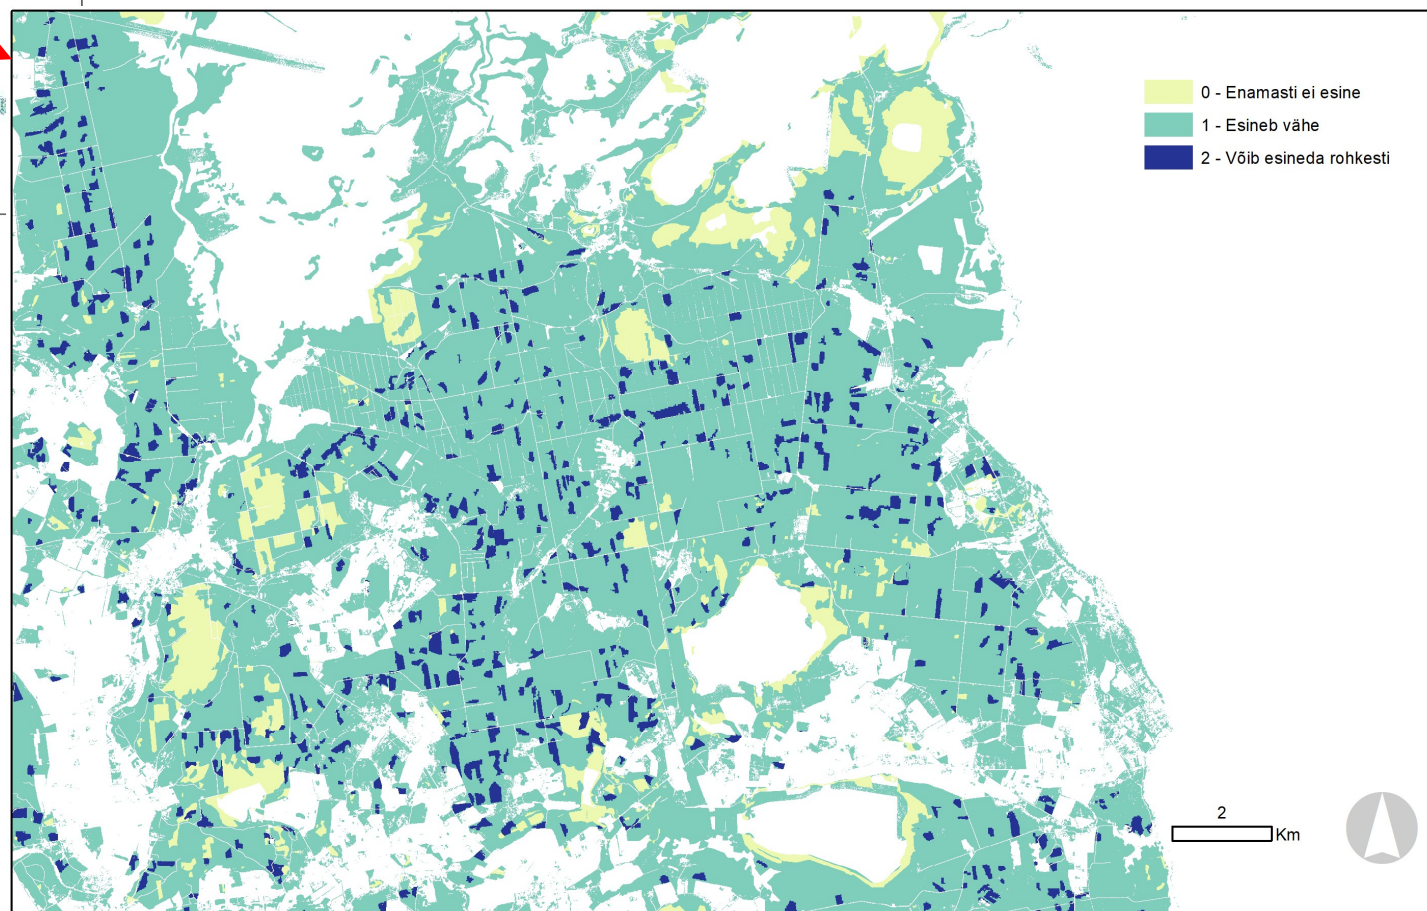 0 - Enamasti ei esine
1 - Esineb vähe
2 - Võib esineda rohkesti
2
Km